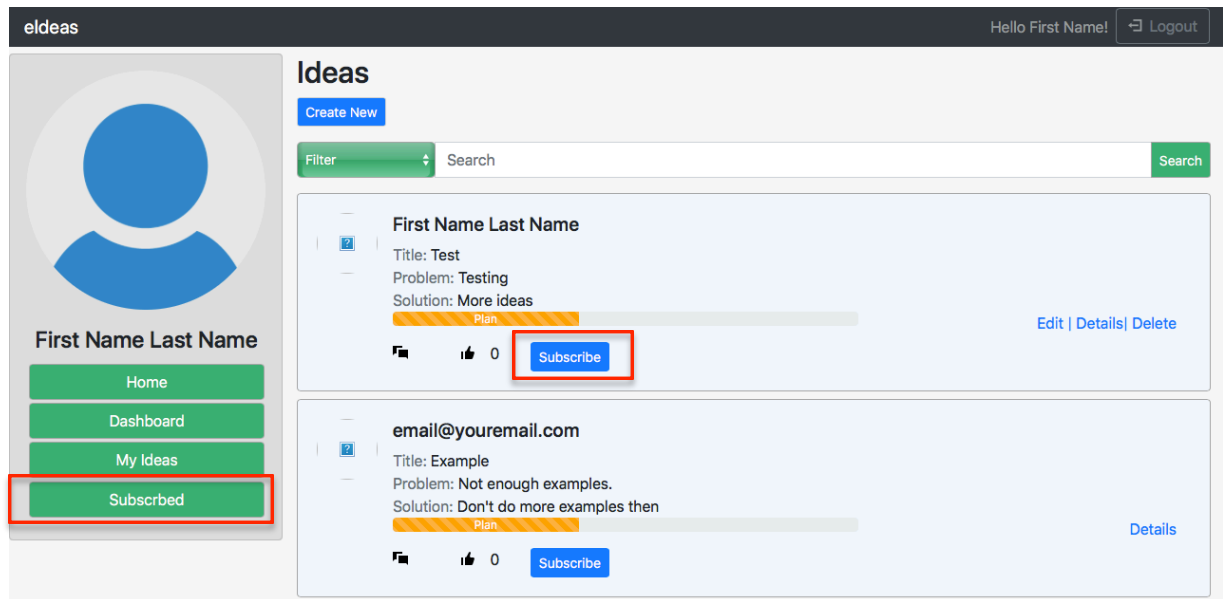 eIdeas
Hello First Name! Logout
First Name Last Name
Home
Dashboard
My Ideas
Subscrbed
Ideas
Create New
Filter Search Search
First Name Last Name
Title: Test
Problem: Testing
Solution: More ideas
Plan
Edit | Details| Delete
0 Subscribe
email@youremail.com
Title: Example
Problem: Not enough examples.
Solution: Don't do more examples then
Plan
Details
0 Subscribe